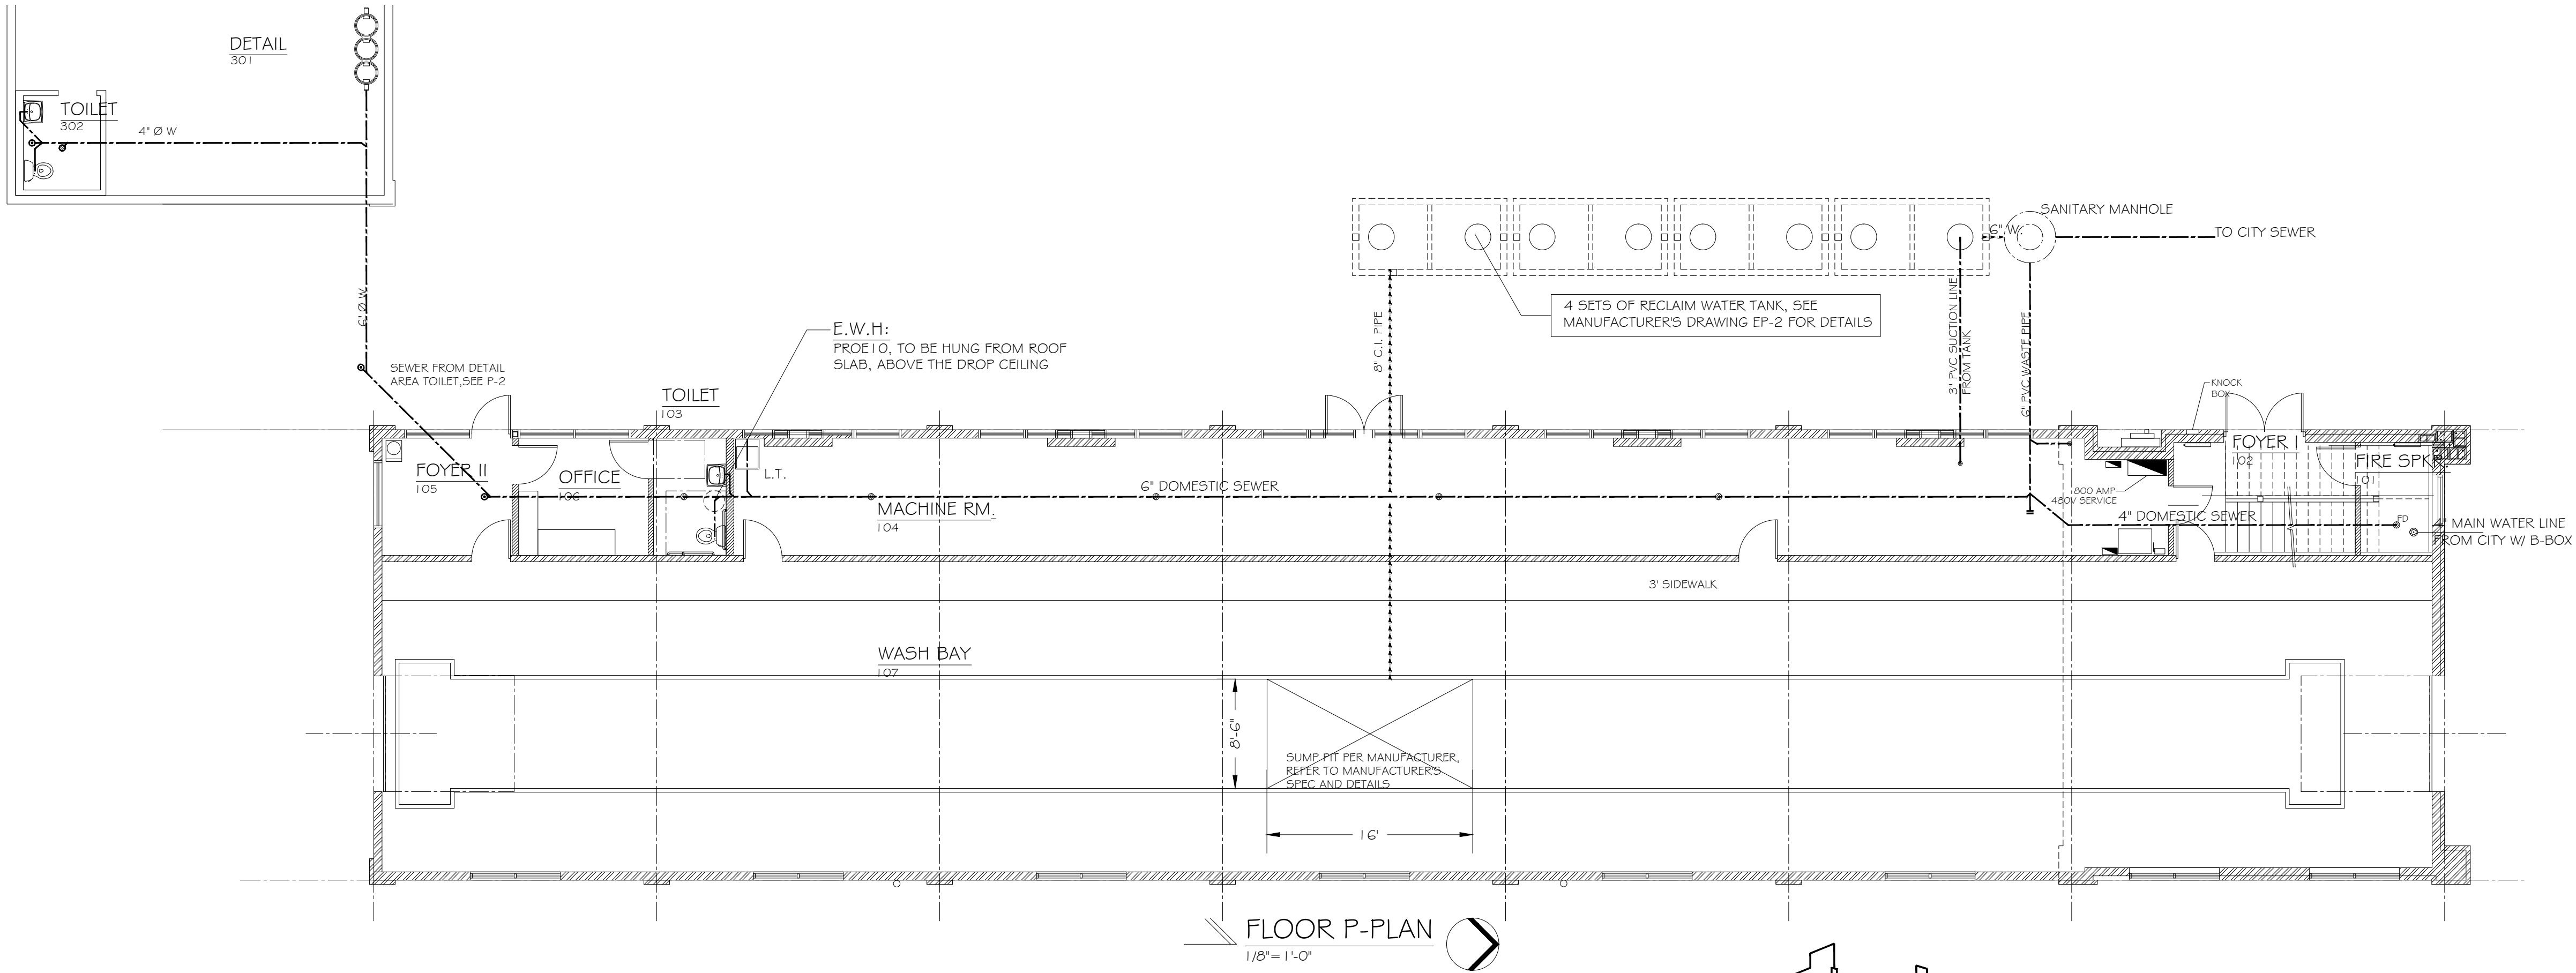 DETAIL
301
TOILET
302
4" Ø W
6" Ø W
SEWER FROM DETAIL
AREA TOILET,SEE P-2
E.W.H:
PROE10, TO BE HUNG FROM ROOF
SLAB, ABOVE THE DROP CEILING
TOILET
103
8" C.I. PIPE
4 SETS OF RECLAIM WATER TANK, SEE
MANUFACTURER'S DRAWING EP-2 FOR DETAILS
3" PVC SUCTION LINE
FROM TANK
6" PVC WASTE PIPE
6" W.
SANITARY MANHOLE
TO CITY SEWER
KNOCK
BOX
FOYER II
105
OFFICE
106
L.T.
MACHINE RM.
104
6" DOMESTIC SEWER
800 AMP
480V SERVICE
FOYER I
102
FIRE SPKR.
101
4" DOMESTIC SEWER
FD
4" MAIN WATER LINE
FROM CITY W/ B-BOX
3' SIDEWALK
WASH BAY
107
8'-6"
SUMP PIT PER MANUFACTURER,
REFER TO MANUFACTURER'S
SPEC AND DETAILS
16'
FLOOR P-PLAN
1/8"= 1'-0"